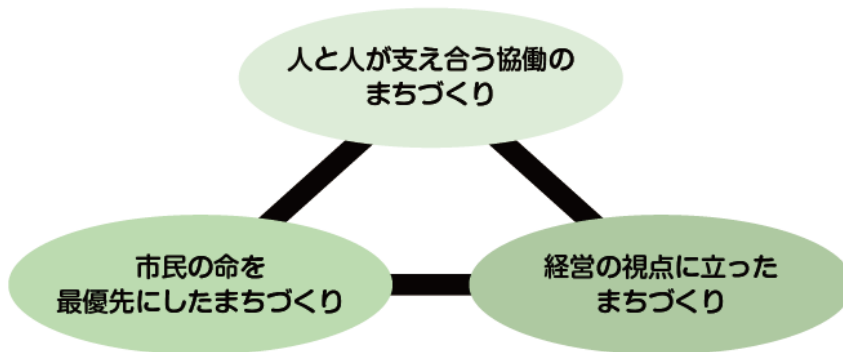 人と人が支え合う協働の
まちづくり
市民の命を
最優先にしたまちづくり
経営の視点に立った
まちづくり